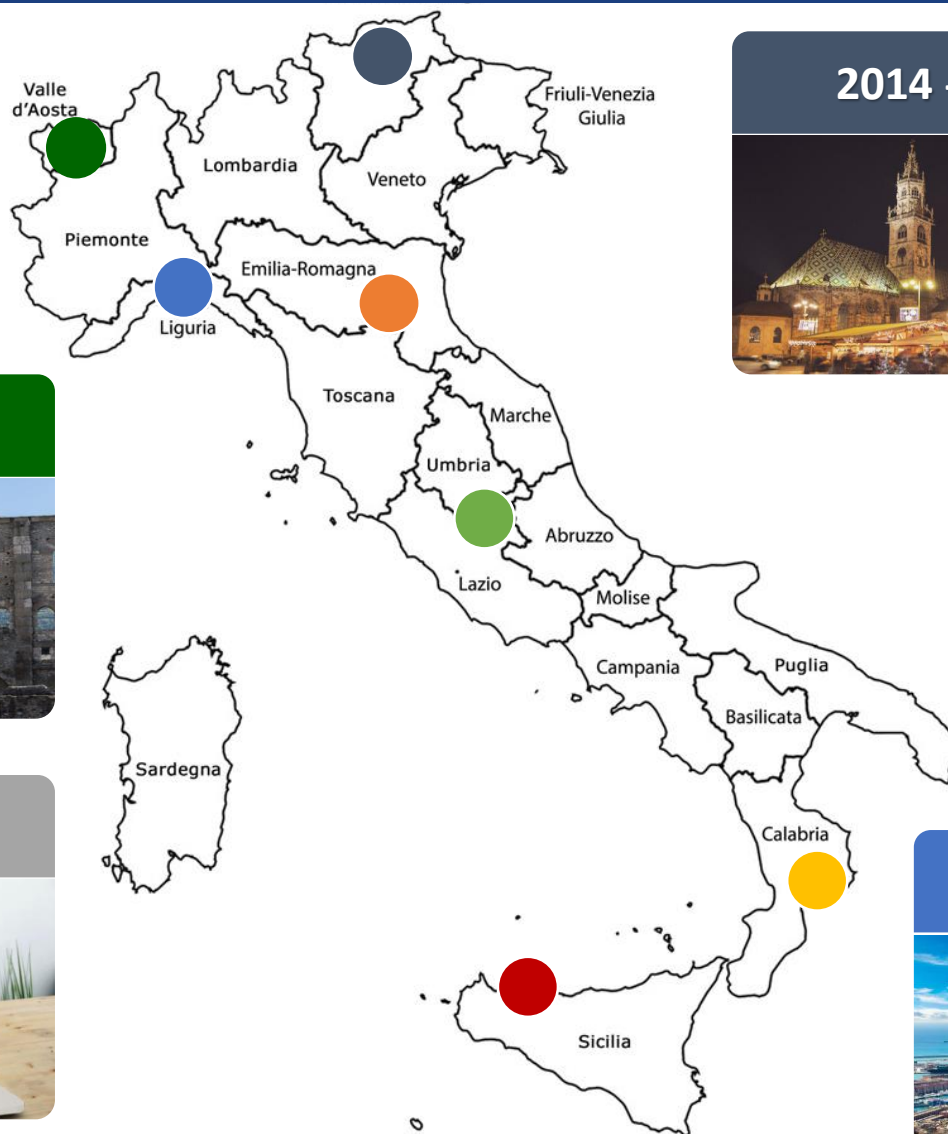 2014 -
Valle
d'Aosta
Friuli-Venezia
Giulia
Lombardia
Veneto
Piemonte
Emilia-Romagna
Liguria
Toscana
Marche
Umbria
Abruzzo
Lazio
Molise
Campania
Puglia
Basilicata
Sardegna
Calabria
Sicilia